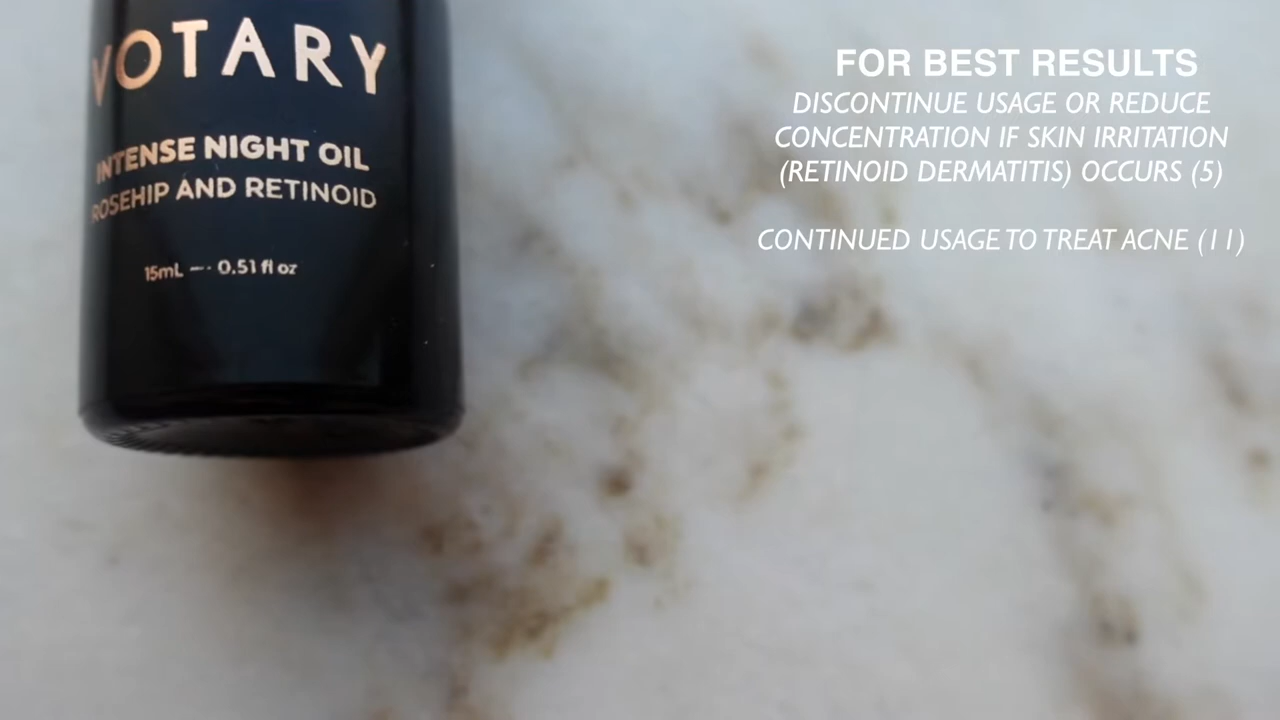 VOTARY
INTENSE NIGHT OIL
ROSEHIP AND RETINOID
15mL — 0.51 fl oz
FOR BEST RESULTS
DISCONTINUE USAGE OR REDUCE
CONCENTRATION IF SKIN IRRITATION
(RETINOID DERMATITIS) OCCURS (5)
CONTINUED USAGE TO TREAT ACNE (11)